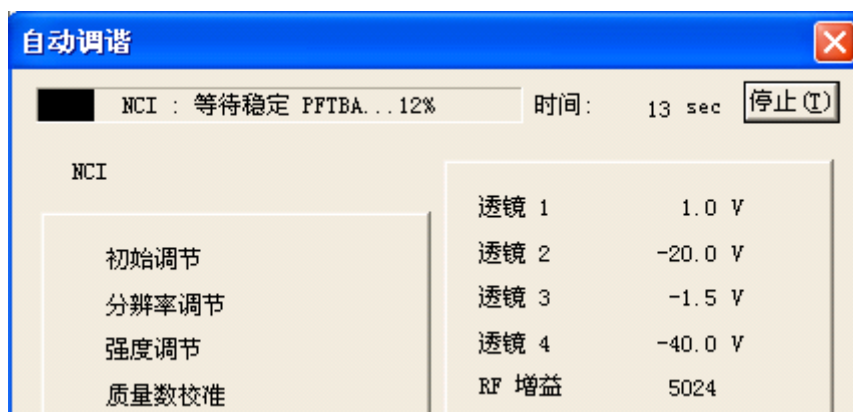 自动调谐
NCI : 等待稳定 PFTBA...12% 时间: 13 sec 停止(T)
NCI
初始调节
分辨率调节
强度调节
质量数校准
透镜 1 1.0 V
透镜 2 -20.0 V
透镜 3 -1.5 V
透镜 4 -40.0 V
RF 增益 5024